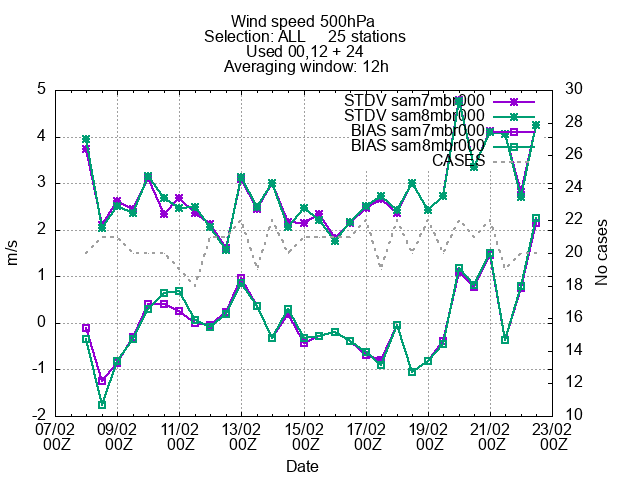 Wind speed 500hPa
Selection: ALL 25 stations
Used 00,12 + 24
Averaging window: 12h
STDV sam7mbr000
STDV sam8mbr000
BIAS sam7mbr000
BIAS sam8mbr000
CASES
5
4
3
2
1
0
-1
-2
m/s
30
28
26
24
22
20
18
16
14
12
10
No cases
07/02 09/02 11/02 13/02 15/02 17/02 19/02 21/02 23/02
00Z 00Z 00Z 00Z 00Z 00Z 00Z 00Z 00Z
Date